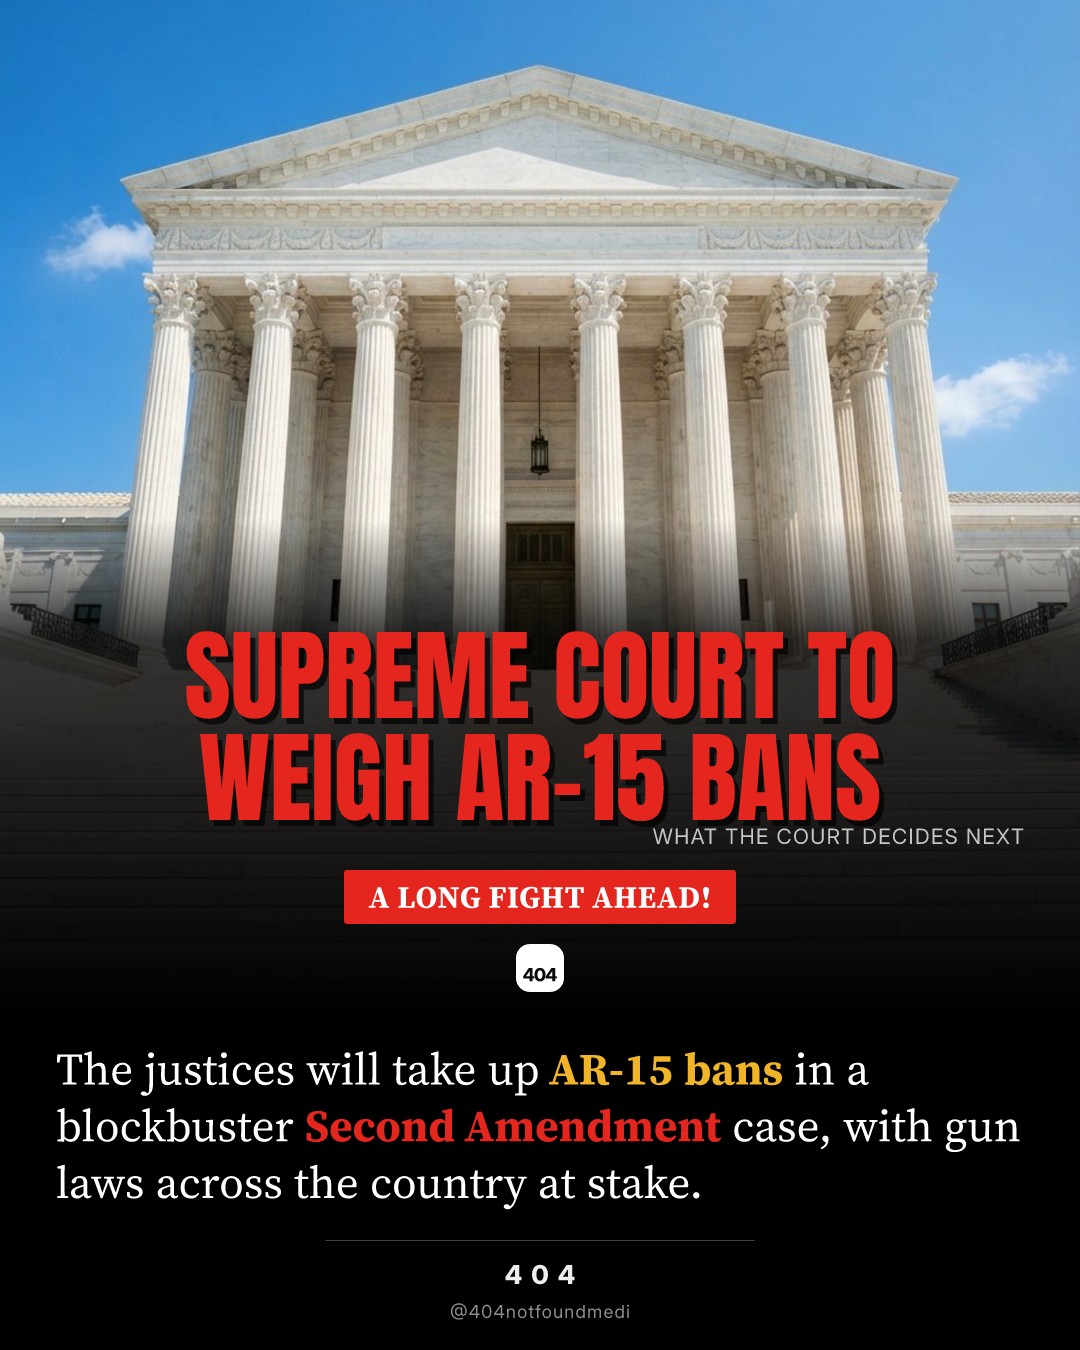 SUPREME COURT TO
WEIGH AR-15 BANS
WHAT THE COURT DECIDES NEXT
A LONG FIGHT AHEAD!
404
The justices will take up AR-15 bans in a
blockbuster Second Amendment case, with gun
laws across the country at stake.
404
@404notfoundmedi